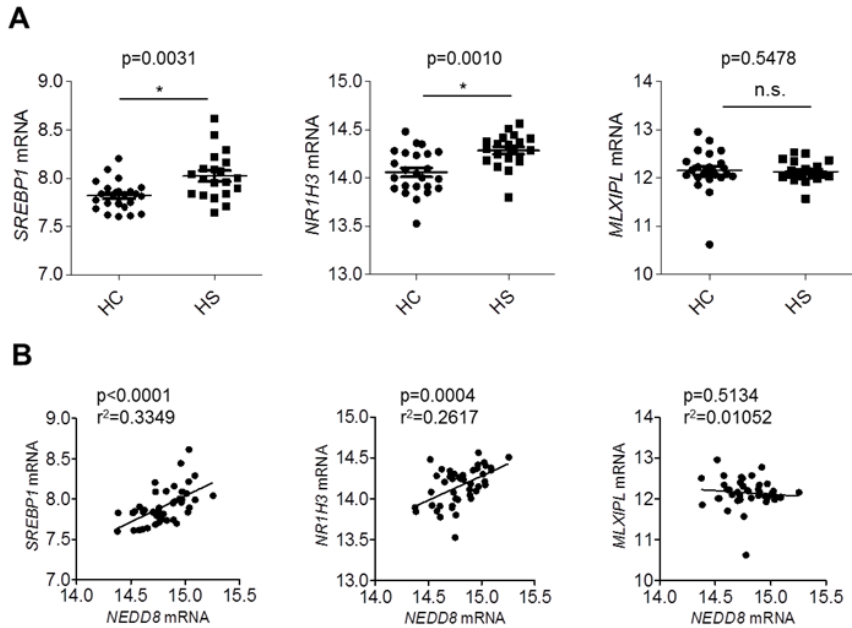 A
p=0.0031
*
SREBP1 mRNA
9.0
8.5
8.0
7.5
7.0
HC
HS
p=0.0010
*
NR1H3 mRNA
15.0
14.5
14.0
13.5
13.0
HC
HS
p=0.5478
n.s.
MLXIPL mRNA
14
13
12
11
10
HC
HS
B
p<0.0001
r²=0.3349
SREBP1 mRNA
9.0
8.5
8.0
7.5
7.0
14.0
14.5
15.0
15.5
NEDD8 mRNA
p=0.0004
r²=0.2617
NR1H3 mRNA
15.0
14.5
14.0
13.5
13.0
14.0
14.5
15.0
15.5
NEDD8 mRNA
p=0.5134
r²=0.01052
MLXIPL mRNA
14
13
12
11
10
14.0
14.5
15.0
15.5
NEDD8 mRNA